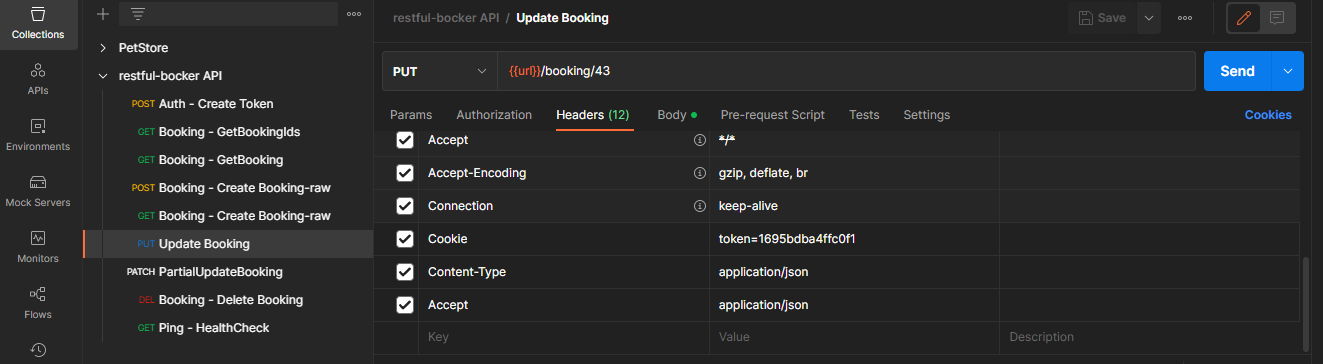 Collections
APIs
Environments
Mock Servers
Monitors
Flows
PetStore
restful-bocker API
POST Auth - Create Token
GET Booking - GetBookingIds
GET Booking - GetBooking
POST Booking - Create Booking-raw
GET Booking - Create Booking-raw
PUT Update Booking
PATCH PartialUpdateBooking
DEL Booking - Delete Booking
GET Ping - HealthCheck
restful-bocker API / Update Booking
Save
PUT {{url}}/booking/43 Send
Params Authorization Headers (12) Body Pre-request Script Tests Settings Cookies
Accept */*
Accept-Encoding gzip, deflate, br
Connection keep-alive
Cookie token=1695bdba4ffc0f1
Content-Type application/json
Accept application/json
Key Value Description